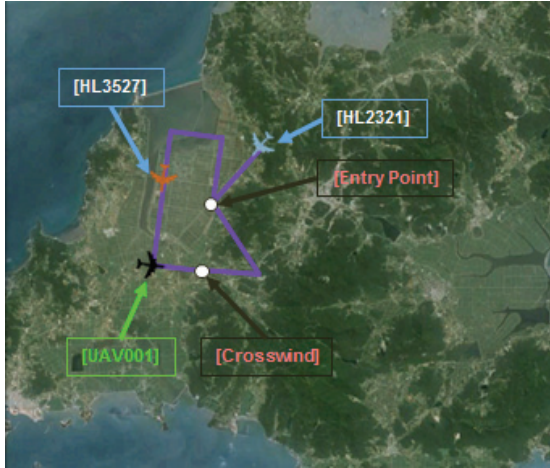 [HL3527]
[HL2321]
[Entry Point]
[UAV001]
[Crosswind]